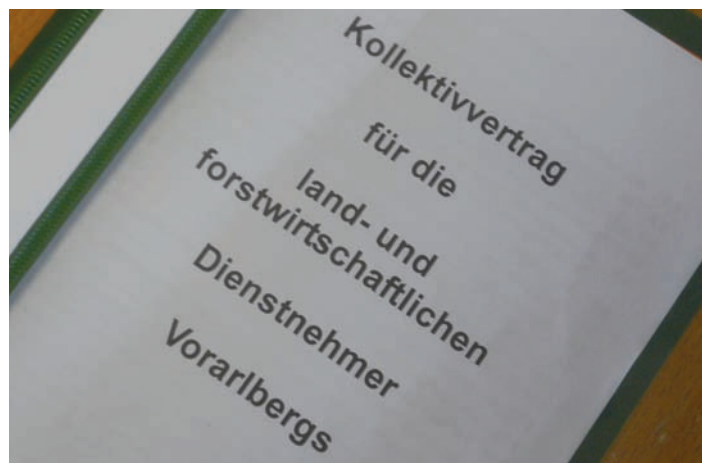 Kollektivvertrag
für die
land- und
forstwirtschaftlichen
Dienstnehmer
Vorarlbergs